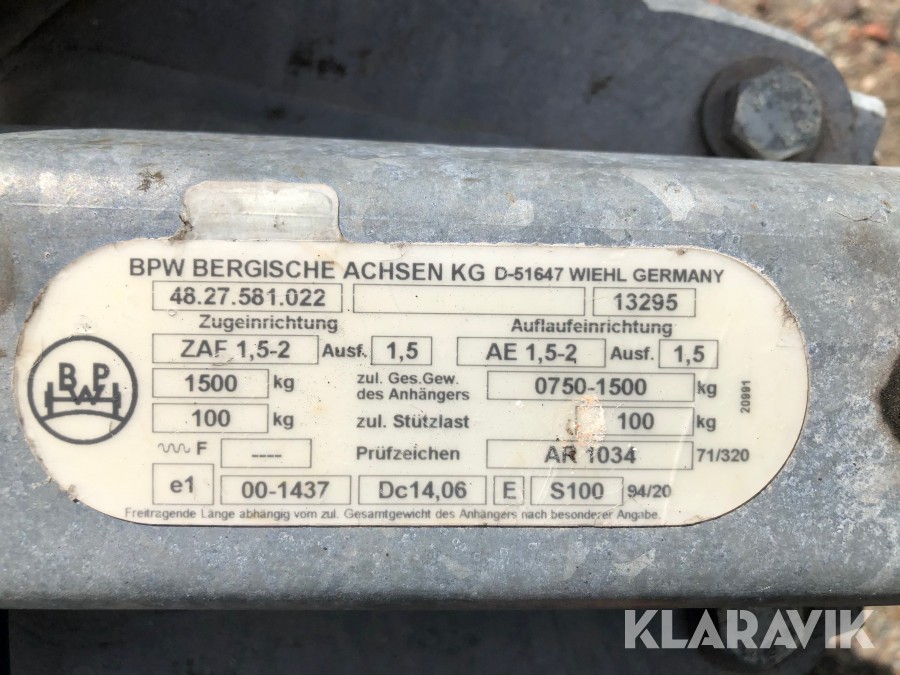 BPW BERGISCHE ACHSEN KG D-51647 WIEHL GERMANY
48.27.581.022 13295
Zugeinrichtung Auflaufeinrichtung
ZAF 1,5-2 Ausf. 1,5 AE 1,5-2 Ausf. 1,5
1500 kg zul. Ges.Gew. des Anhängers 0750-1500 kg
100 kg zul. Stützlast 100 kg
F ---- Prüfzeichen AR 1034 71/320
e1 00-1437 Dc14,06 E S100 94/20
Freitragende Länge abhängig vom zul. Gesamtgewicht des Anhängers nach besonderer Angabe.
BPW
20991
KLARAVIK